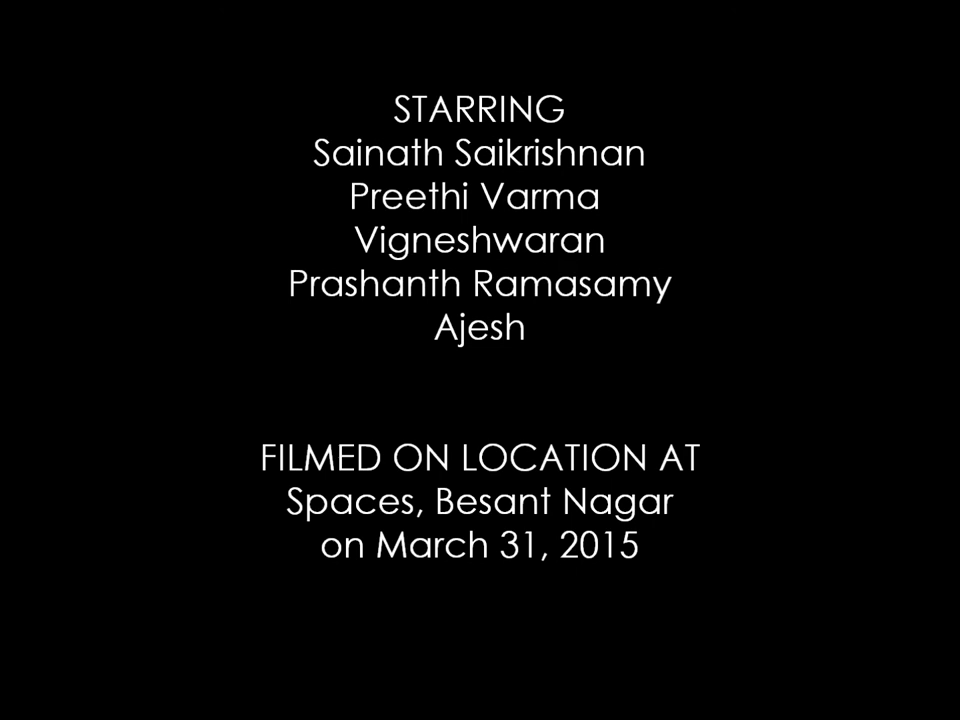 STARRING
Sainath Saikrishnan
Preethi Varma
Vigneshwaran
Prashanth Ramasamy
Ajesh
FILMED ON LOCATION AT
Spaces, Besant Nagar
on March 31, 2015